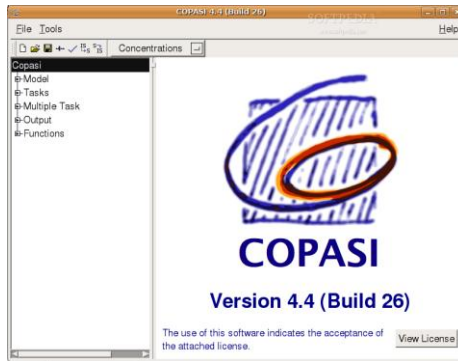 COPASI 4.4 (Build 26)
SOFTPEDIA
File Tools Help
Concentrations
Copasi
Model
Tasks
Multiple Task
Output
Functions
COPASI
Version 4.4 (Build 26)
The use of this software indicates the acceptance of
the attached license.
View License